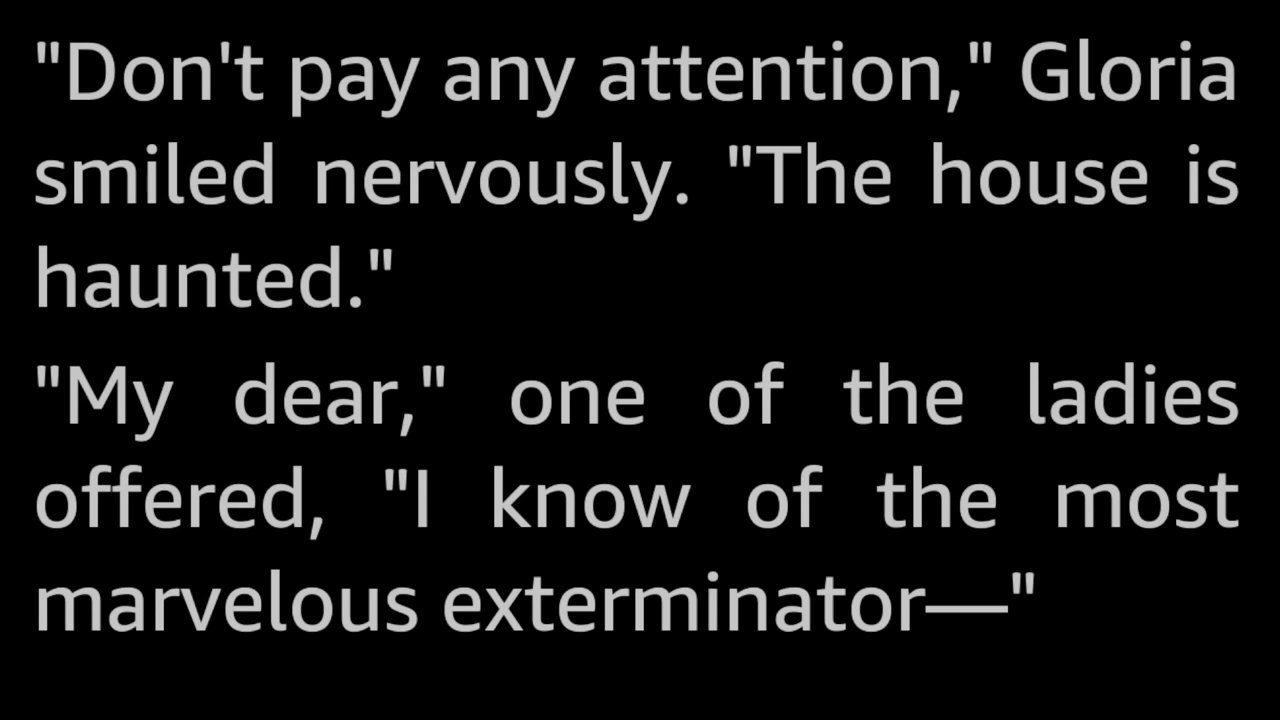 "Don't pay any attention," Gloria
smiled nervously. "The house is
haunted."
"My dear," one of the ladies
offered, "I know of the most
marvelous exterminator—"